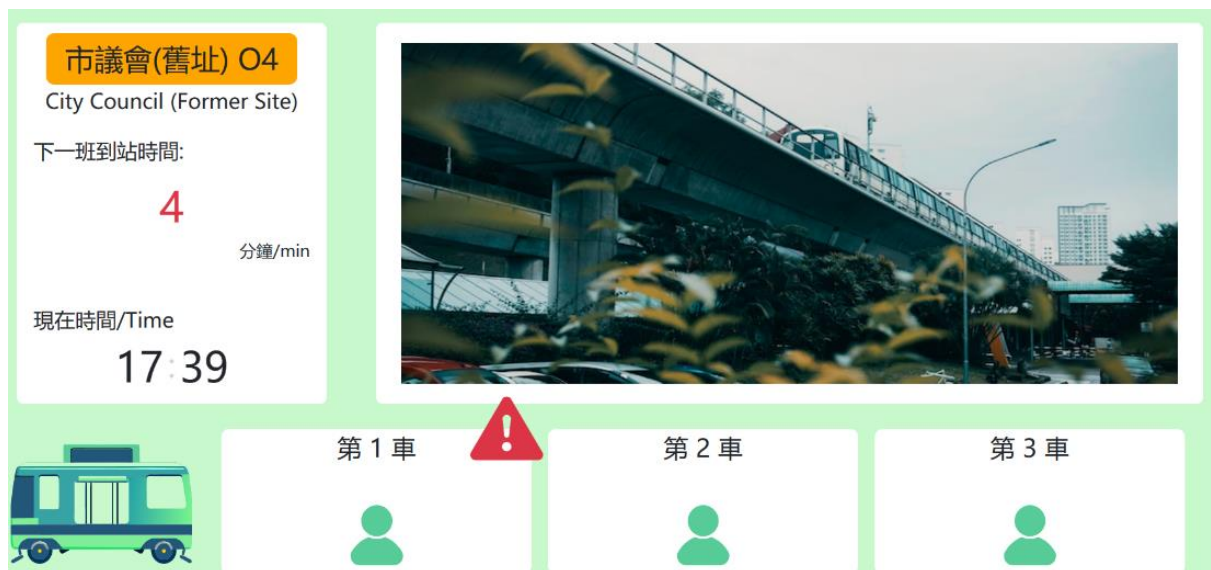 市議會(舊址) O4
City Council (Former Site)
下一班到站時間:
4
分鐘/min
現在時間/Time
17:39
第 1 車
!
第 2 車
第 3 車